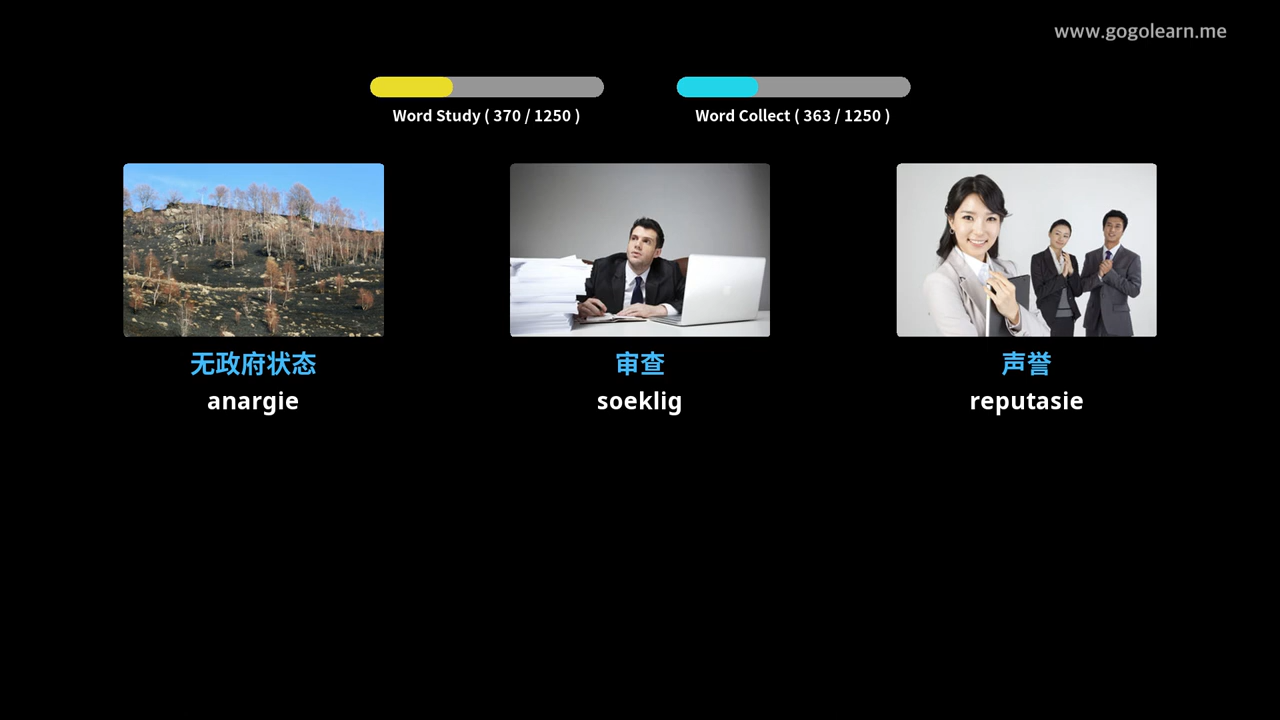 www.gogolearn.me
Word Study ( 370 / 1250 )
Word Collect ( 363 / 1250 )
无政府状态
anargie
审查
soeklig
声誉
reputasie